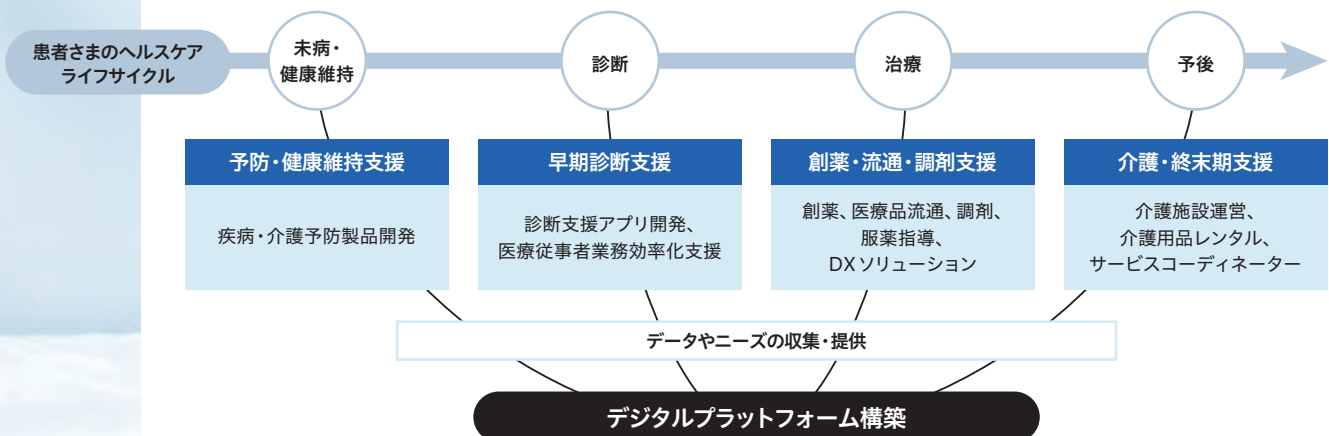 患者さまのヘルスケア
ライフサイクル
未病・
健康維持
診断
治療
予後
予防・健康維持支援
疾病・介護予防製品開発
早期診断支援
診断支援アプリ開発、
医療従事者業務効率化支援
創薬・流通・調剤支援
創薬、医療品流通、調剤、
服薬指導、
DXソリューション
介護・終末期支援
介護施設運営、
介護用品レンタル、
サービスコーディネーター
データやニーズの収集・提供
デジタルプラットフォーム構築